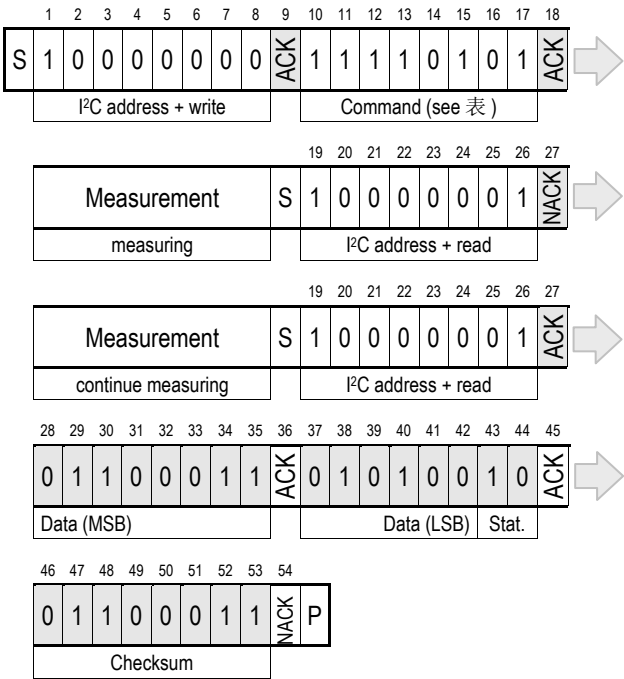 1 2 3 4 5 6 7 8 9 10 11 12 13 14 15 16 17 18
S 1 0 0 0 0 0 0 0 ACK 1 1 1 1 0 1 0 1 ACK
I²C address + write Command (see 表 )
19 20 21 22 23 24 25 26 27
Measurement S 1 0 0 0 0 0 0 1 NACK
measuring I²C address + read
19 20 21 22 23 24 25 26 27
Measurement S 1 0 0 0 0 0 0 1 ACK
continue measuring I²C address + read
28 29 30 31 32 33 34 35 36 37 38 39 40 41 42 43 44 45
0 1 1 0 0 0 1 1 ACK 0 1 0 1 0 0 1 0 ACK
Data (MSB) Data (LSB) Stat.
46 47 48 49 50 51 52 53 54
0 1 1 0 0 0 1 1 NACK P
Checksum